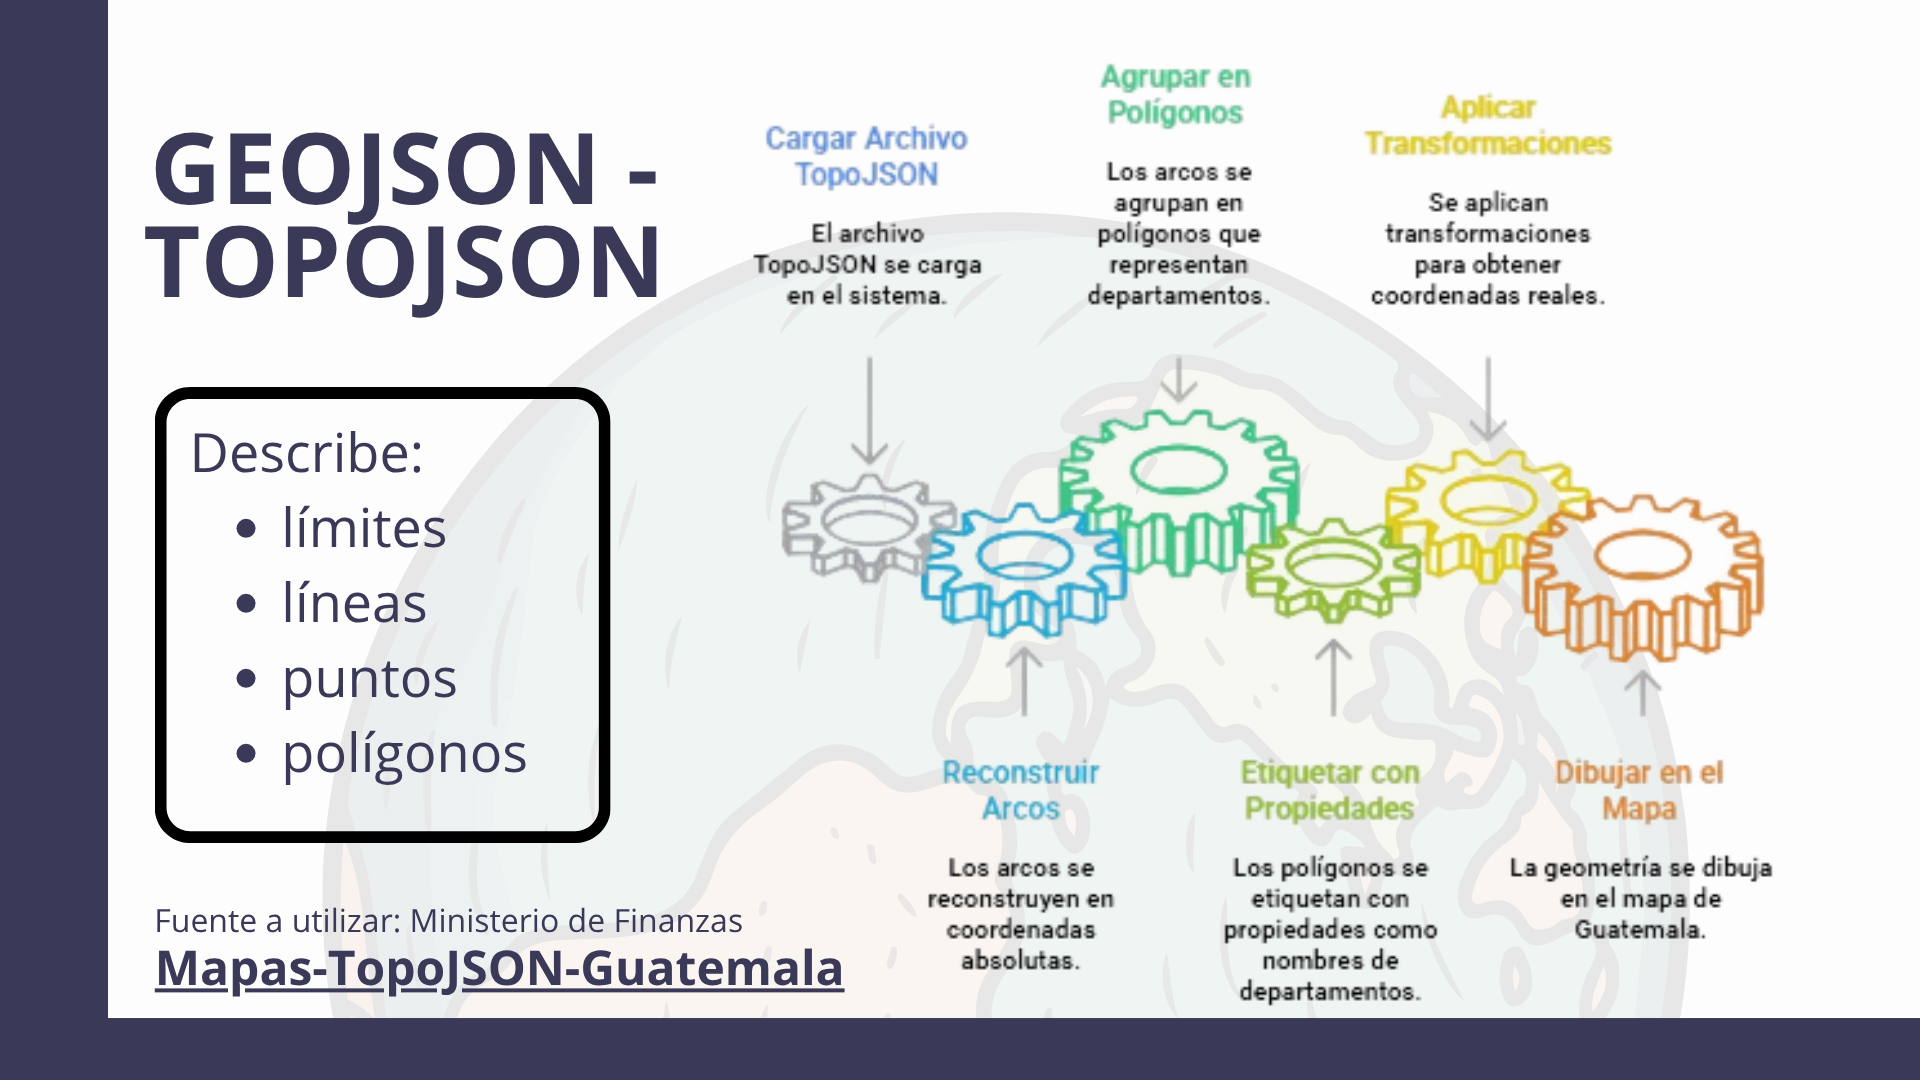 GEOJSON -
TOPOJSON
Describe:
• límites
• líneas
• puntos
• polígonos
Fuente a utilizar: Ministerio de Finanzas
Mapas-TopoJSON-Guatemala
Cargar Archivo
TopoJSON
El archivo
TopoJSON se carga
en el sistema.
Reconstruir
Arcos
Los arcos se
reconstruyen en
coordenadas
absolutas.
Agrupar en
Polígonos
Los arcos se
agrupan en
polígonos que
representan
departamentos.
Etiquetar con
Propiedades
Los polígonos se
etiquetan con
propiedades como
nombres de
departamentos.
Aplicar
Transformaciones
Se aplican
transformaciones
para obtener
coordenadas reales.
Dibujar en el
Mapa
La geometría se dibuja
en el mapa de
Guatemala.